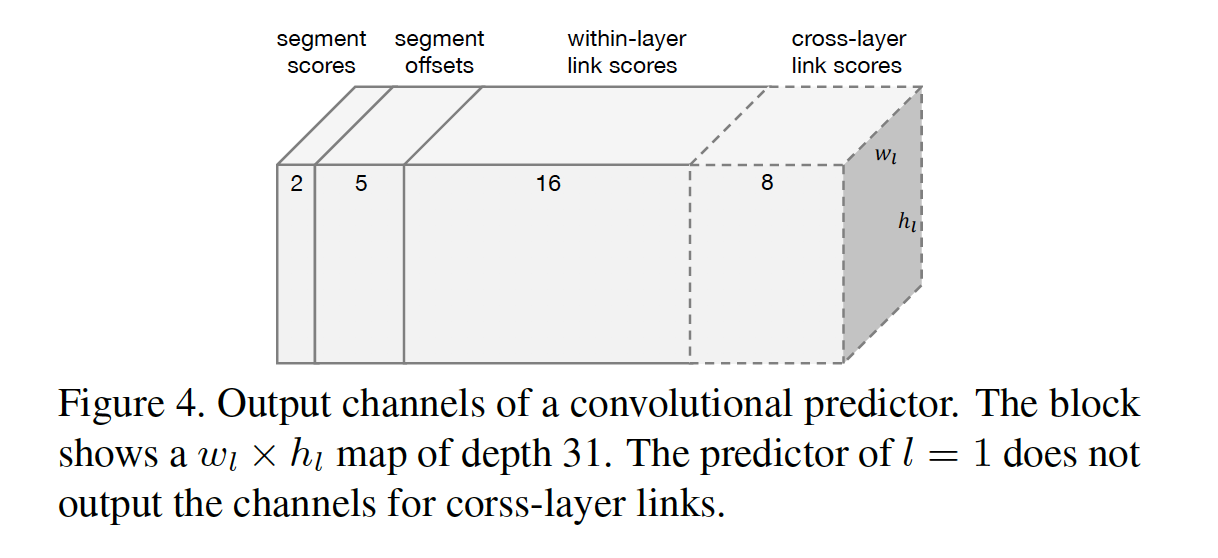 segment scores
segment offsets
within-layer link scores
cross-layer link scores
2 5 16 8
w_l
h_l
Figure 4. Output channels of a convolutional predictor. The block
shows a w_l × h_l map of depth 31. The predictor of l = 1 does not
output the channels for corss-layer links.